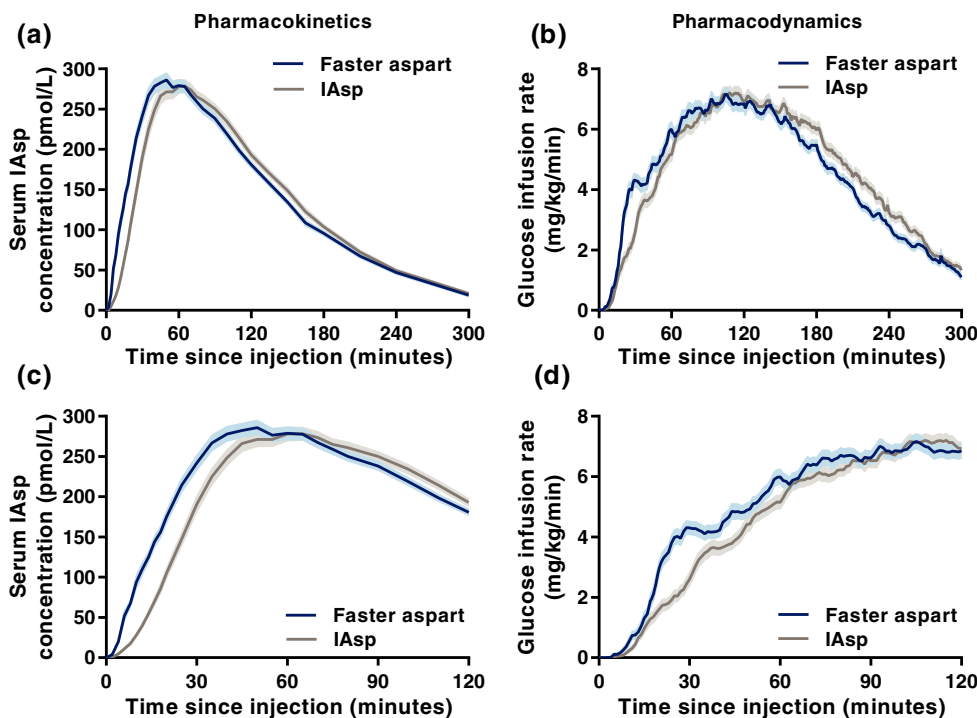 Pharmacokinetics
Pharmacodynamics
(a)
Serum IAsp
concentration (pmol/L)
300
250
200
150
100
50
0
Faster aspart
IAsp
0 60 120 180 240 300
Time since injection (minutes)
(b)
Glucose infusion rate
(mg/kg/min)
8
6
4
2
0
Faster aspart
IAsp
0 60 120 180 240 300
Time since injection (minutes)
(c)
Serum IAsp
concentration (pmol/L)
300
250
200
150
100
50
0
Faster aspart
IAsp
0 30 60 90 120
Time since injection (minutes)
(d)
Glucose infusion rate
(mg/kg/min)
8
6
4
2
0
Faster aspart
IAsp
0 30 60 90 120
Time since injection (minutes)